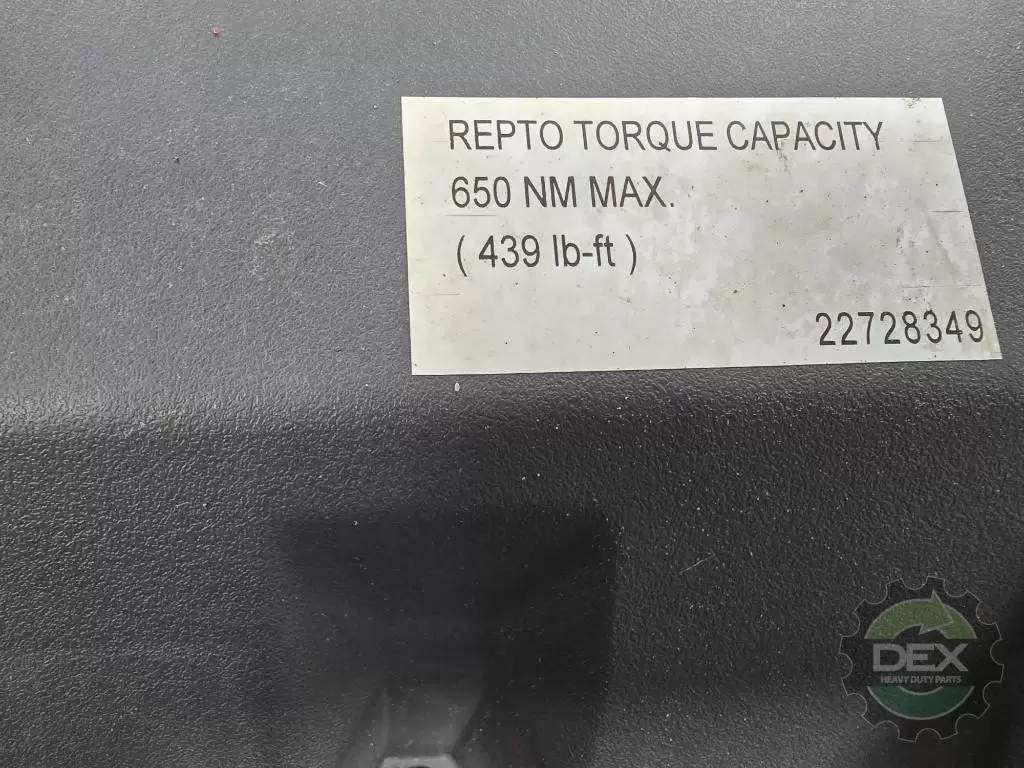 REPTO TORQUE CAPACITY
650 NM MAX.
( 439 lb-ft )
22728349
DEX
HEAVY DUTY PARTS